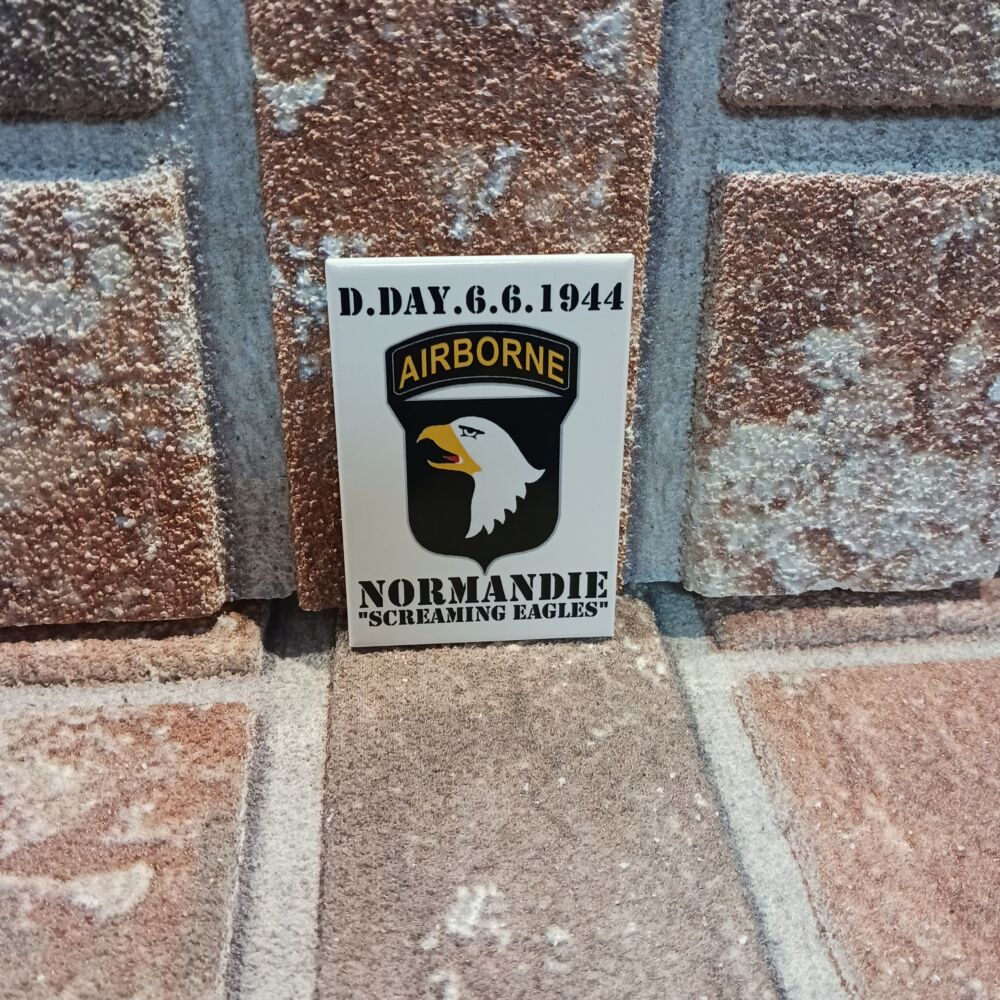 D.DAY.6.6.1944
AIRBORNE
NORMANDIE
"SCREAMING EAGLES"